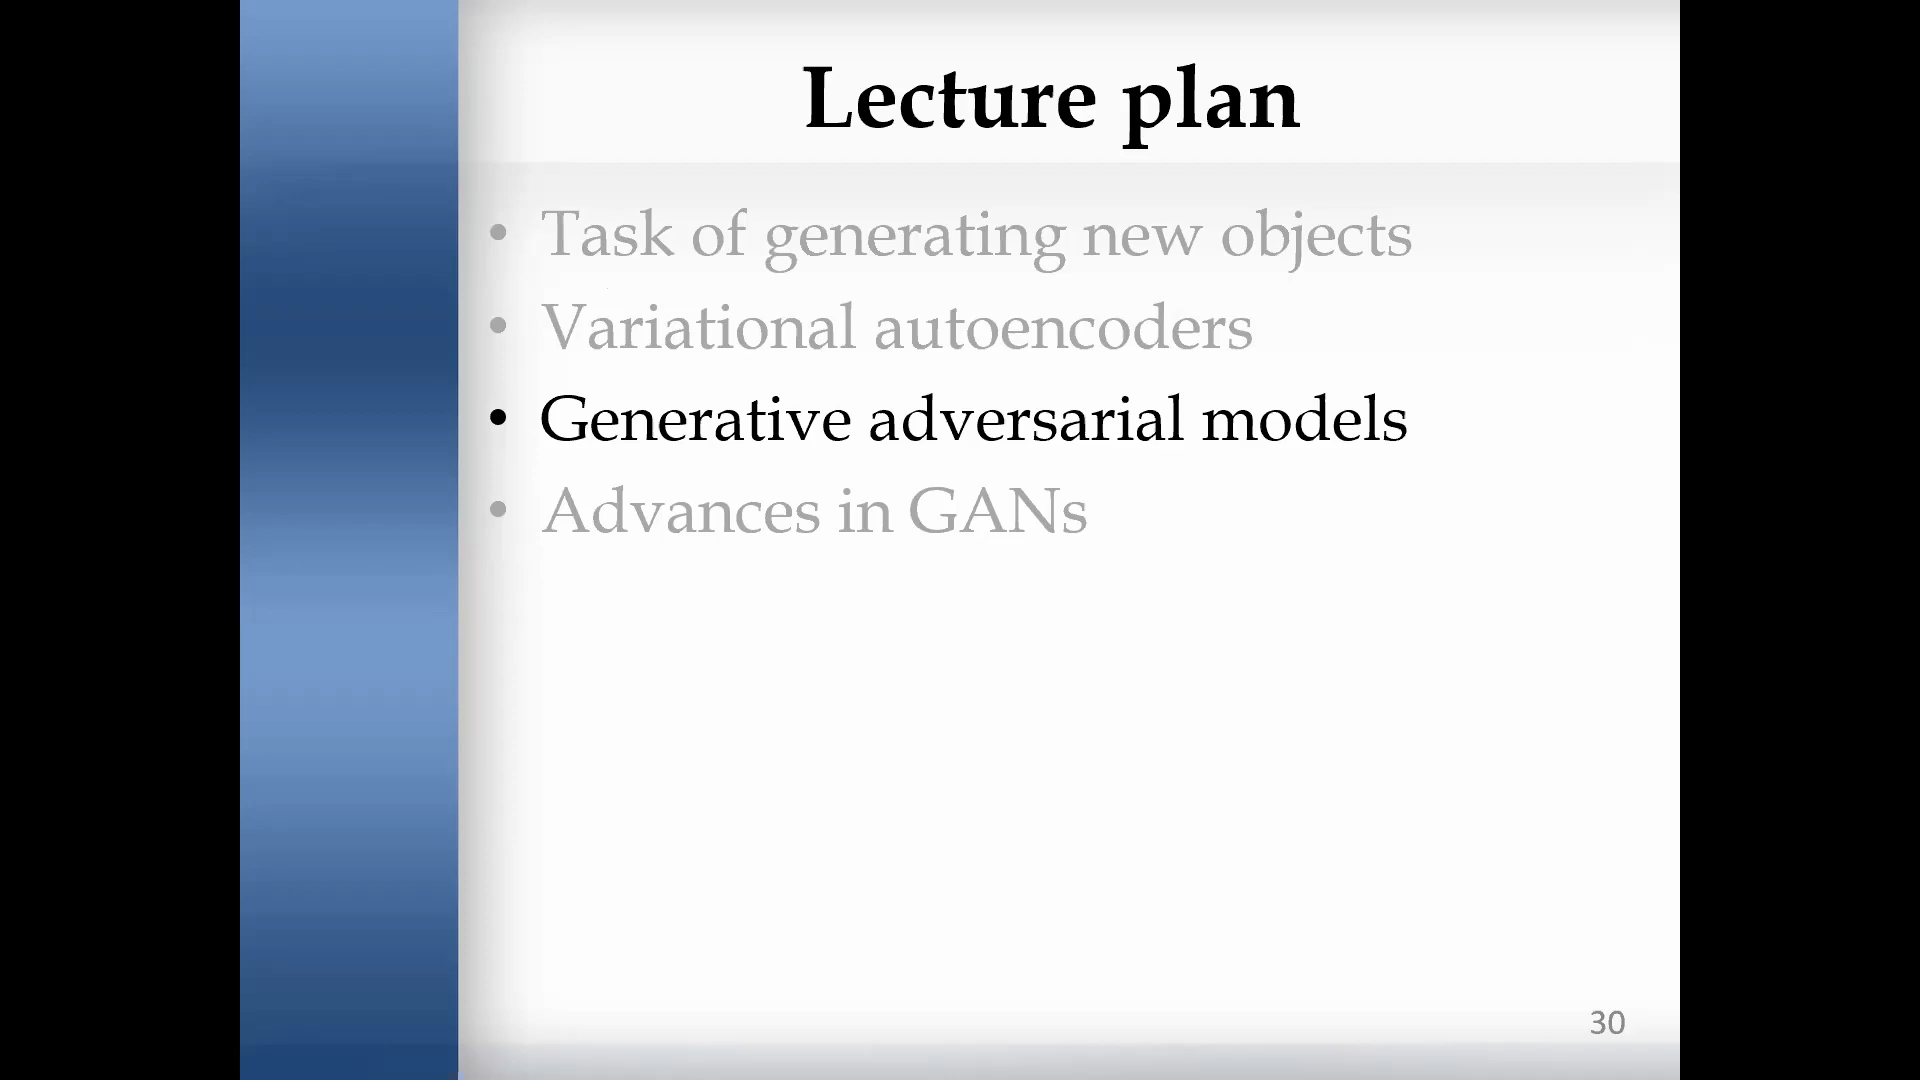 Lecture plan
• Task of generating new objects
• Variational autoencoders
• Generative adversarial models
• Advances in GANs
30